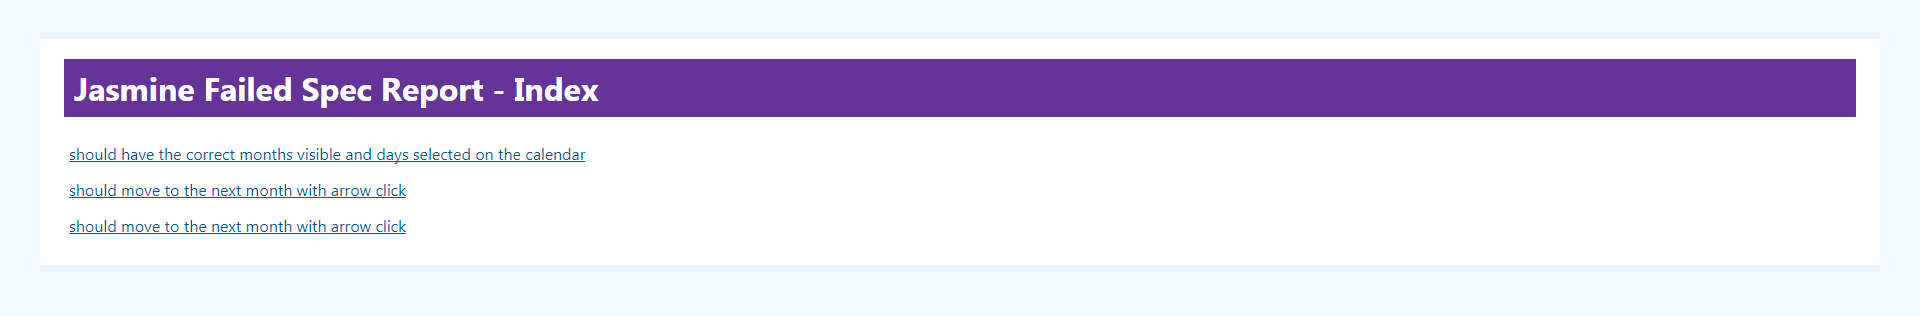 Jasmine Failed Spec Report - Index
should have the correct months visible and days selected on the calendar
should move to the next month with arrow click
should move to the next month with arrow click